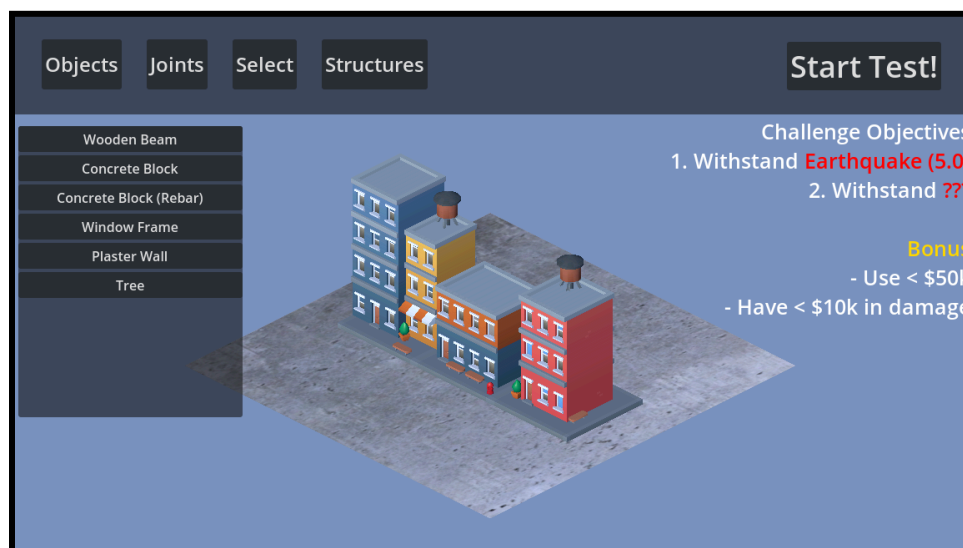 Objects
Joints
Select
Structures
Start Test!
Wooden Beam
Concrete Block
Concrete Block (Rebar)
Window Frame
Plaster Wall
Tree
Challenge Objectives
1. Withstand Earthquake (5.0
2. Withstand ???
Bonus
- Use < $50k
- Have < $10k in damage